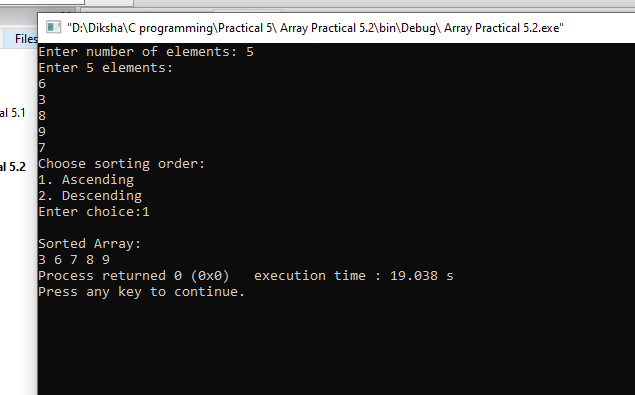 "D:\Diksha\C programming\Practical 5\ Array Practical 5.2\bin\Debug\ Array Practical 5.2.exe"
Files
al 5.1
al 5.2
Enter number of elements: 5
Enter 5 elements:
6
3
8
9
7
Choose sorting order:
1. Ascending
2. Descending
Enter choice:1
Sorted Array:
3 6 7 8 9
Process returned 0 (0x0)   execution time : 19.038 s
Press any key to continue.